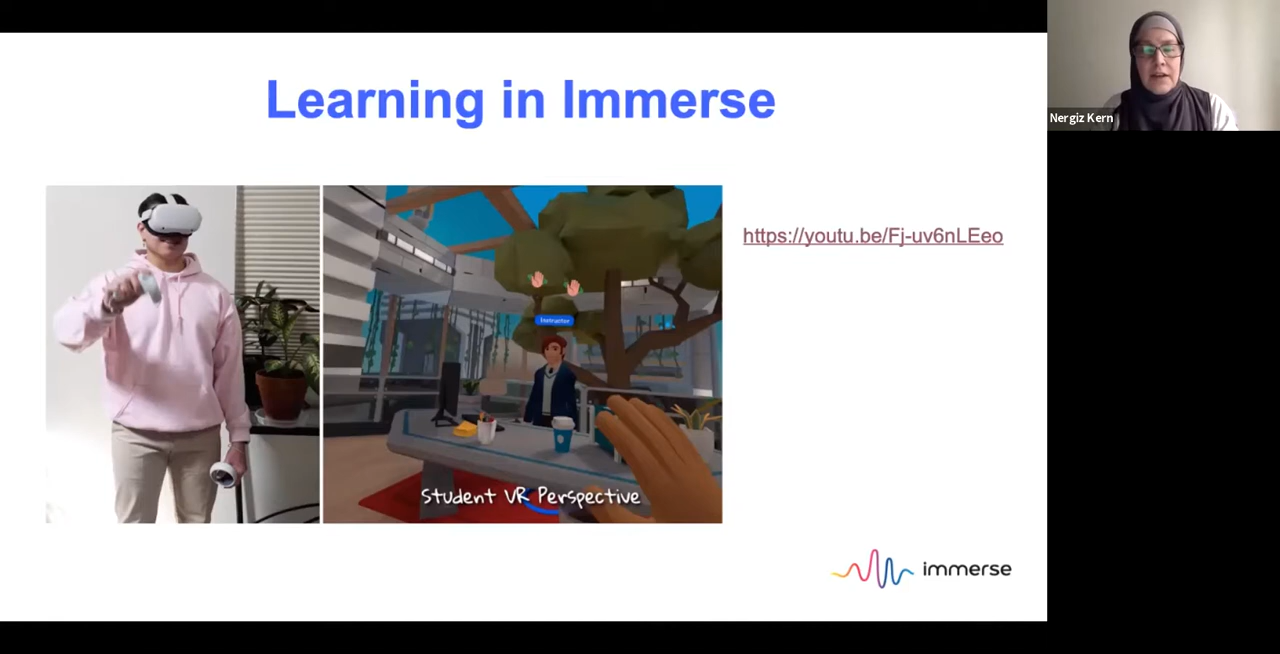 Learning in Immerse
Nergiz Kern
https://youtu.be/Fj-uv6nLEeo
Instructor
Student VR Perspective
immerse